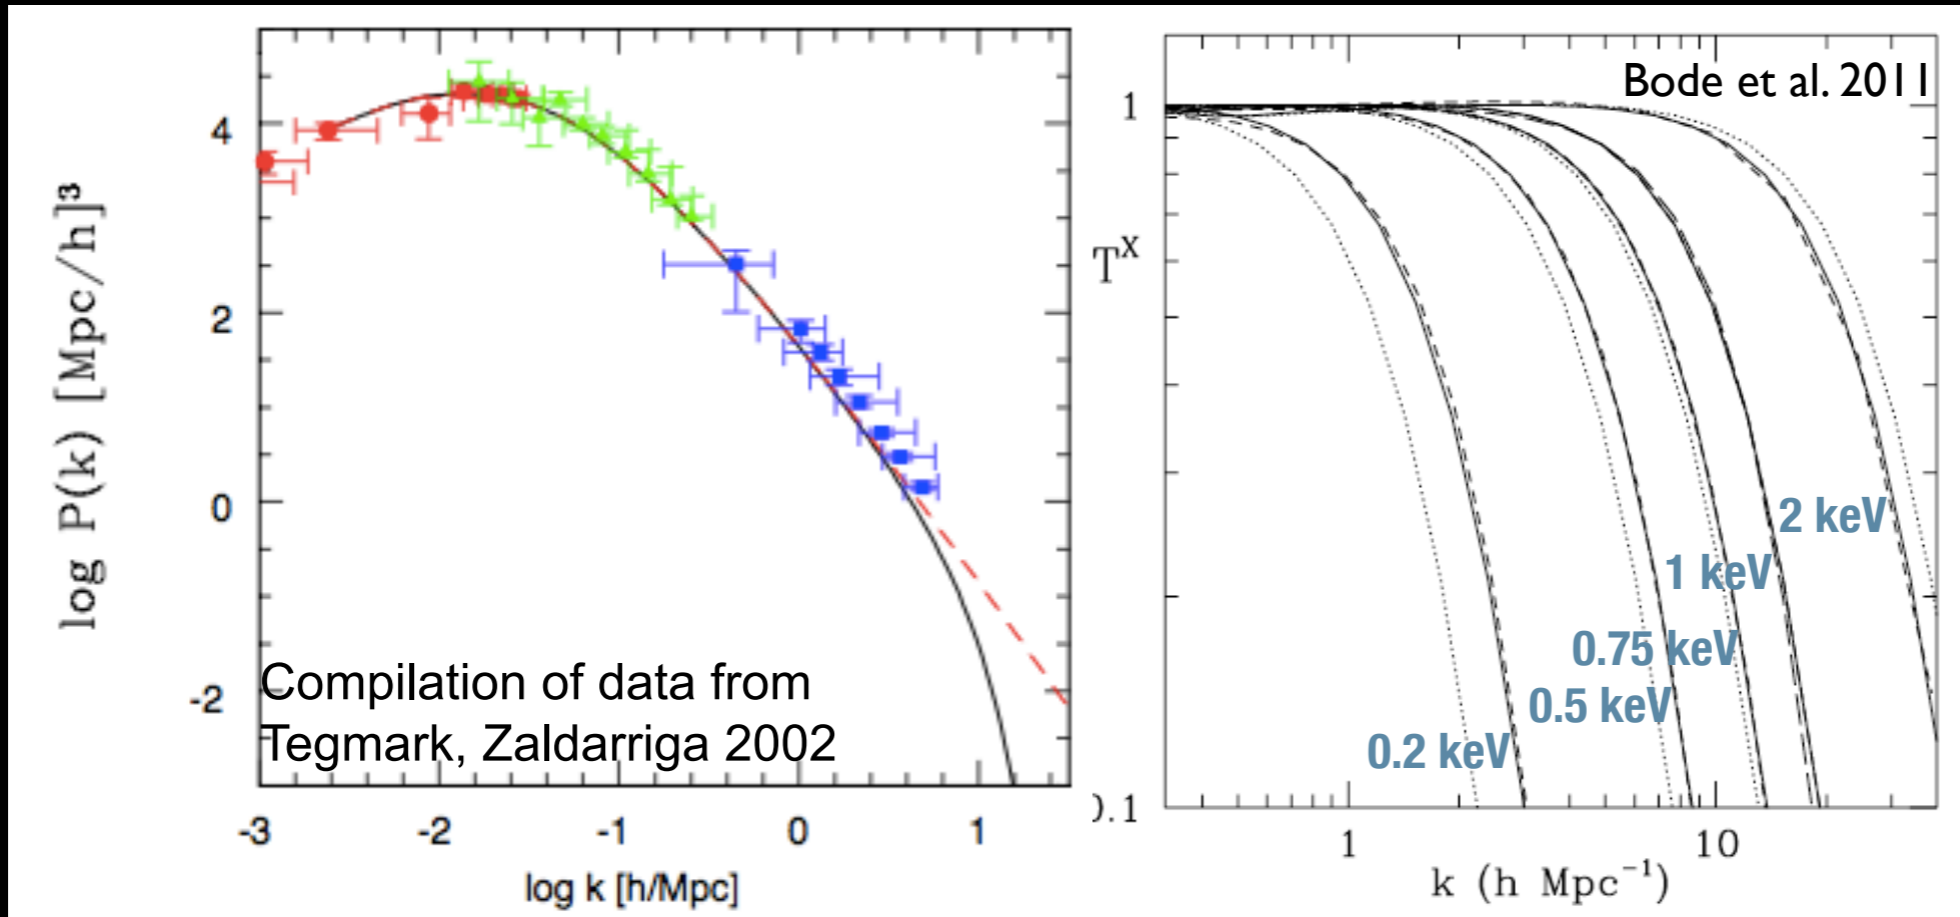 log P(k) [Mpc/h]³
4
2
0
-2
Compilation of data from
Tegmark, Zaldarriga 2002
-3 -2 -1 0 1
log k [h/Mpc]
Bode et al. 2011
1
Tˣ
2 keV
1 keV
0.75 keV
0.5 keV
0.2 keV
).1
1 10
k (h Mpc⁻¹)